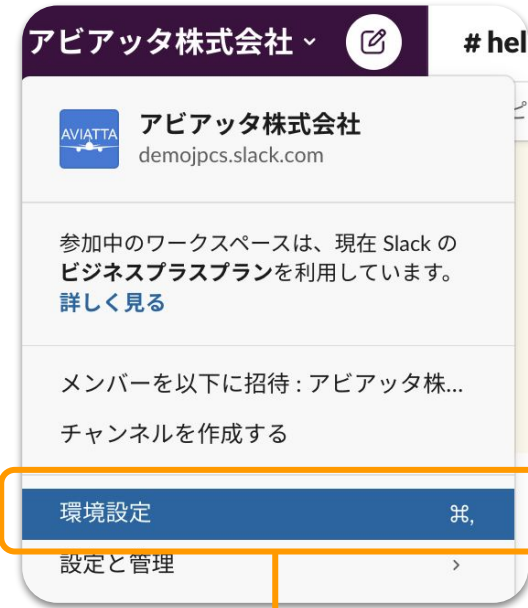 アビアッタ株式会社
# hel
AVIATTA
アビアッタ株式会社
demojpcs.slack.com
参加中のワークスペースは、現在 Slack の
ビジネスプラスプランを利用しています。
詳しく見る
メンバーを以下に招待 : アビアッタ株...
チャンネルを作成する
環境設定 ⌘,
設定と管理 >